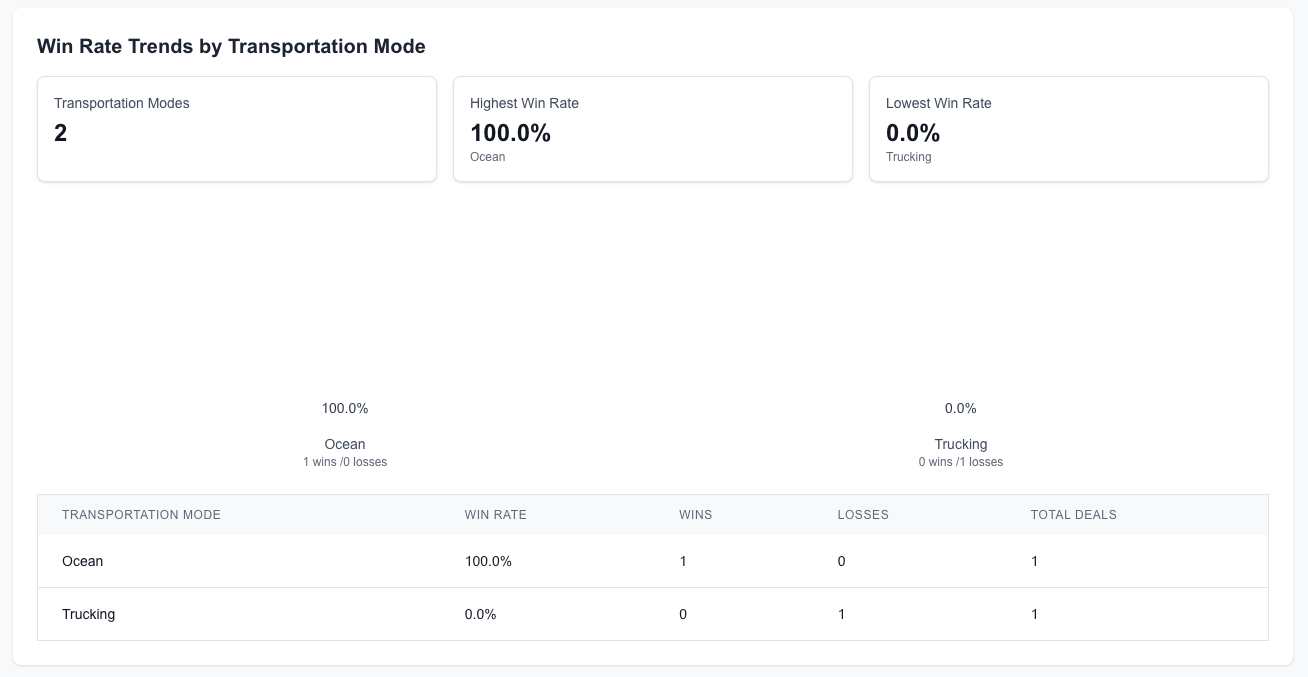 Win Rate Trends by Transportation Mode
Transportation Modes
2
Highest Win Rate
100.0%
Ocean
Lowest Win Rate
0.0%
Trucking
100.0%
Ocean
1 wins /0 losses
0.0%
Trucking
0 wins /1 losses
TRANSPORTATION MODE WIN RATE WINS LOSSES TOTAL DEALS
Ocean 100.0% 1 0 1
Trucking 0.0% 0 1 1